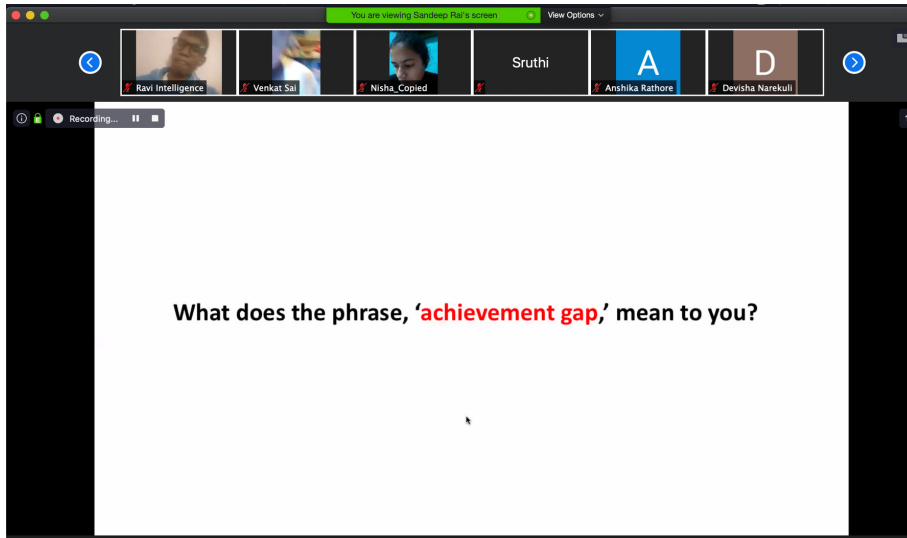 You are viewing Sandeep Rai's screen
View Options
Ravi Intelligence
Venkat Sai
Nisha_Copied
Sruthi
A
Anshika Rathore
D
Devisha Narekuli
Recording...
What does the phrase, ‘achievement gap,’ mean to you?